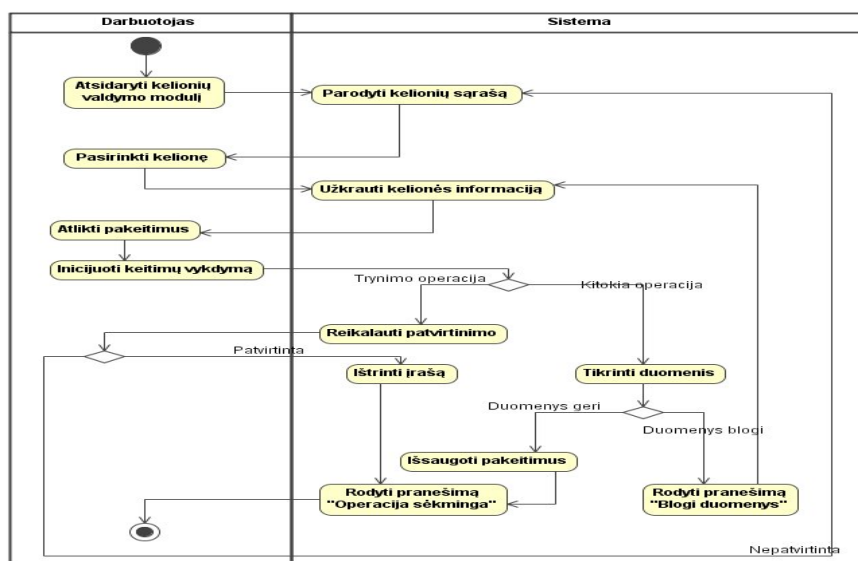 Darbuotojas
Sistema
Atsidaryti kelionių
valdymo modulį
Parodyti kelionių sąrašą
Pasirinkti kelionę
Užkrauti kelionės informaciją
Atlikti pakeitimus
Inicijuoti keitimų vykdymą
Trynimo operacija
Kitokia operacija
Reikalauti patvirtinimo
Patvirtinta
Ištrinti įrašą
Tikrinti duomenis
Duomenys geri
Duomenys blogi
Išsaugoti pakeitimus
Rodyti pranešimą
"Operacija sėkminga"
Rodyti pranešimą
"Blogi duomenys"
Nepatvirtinta